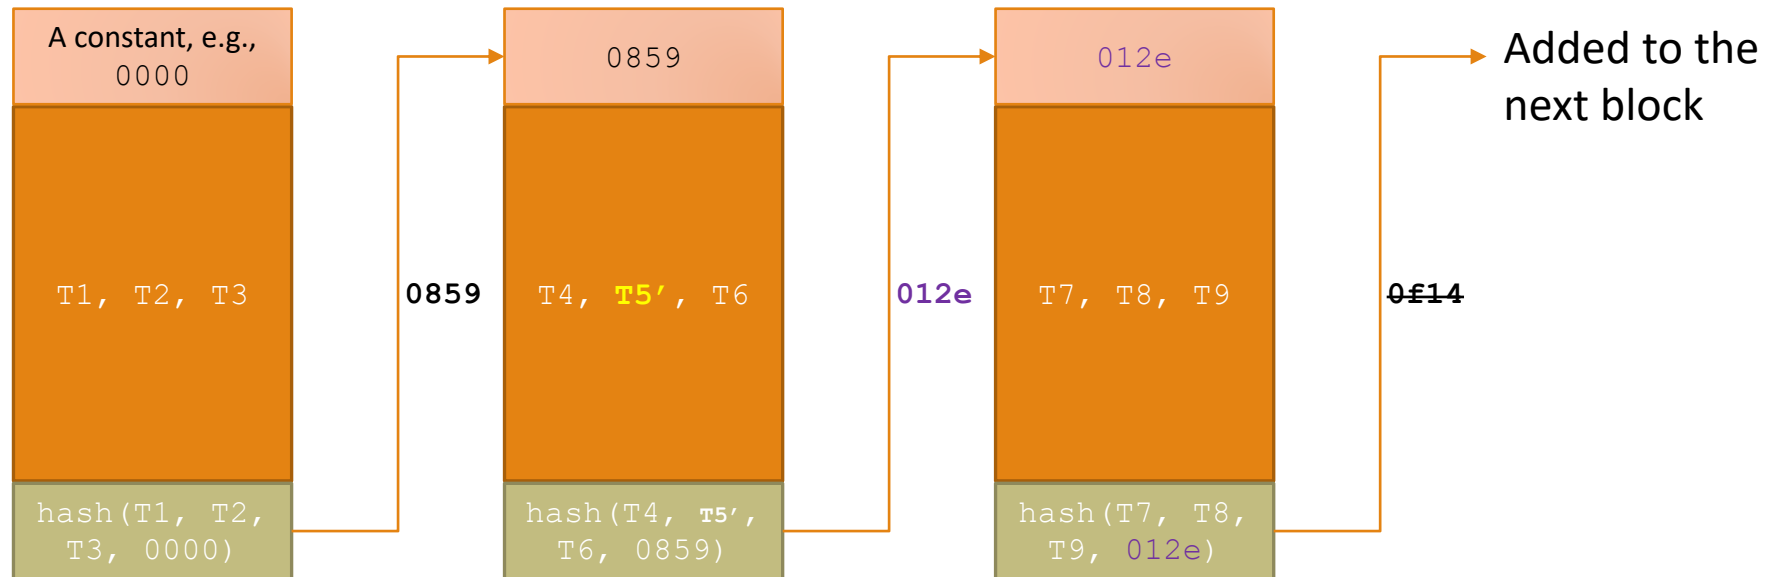 A constant, e.g.,
0000
T1, T2, T3
hash(T1, T2,
T3, 0000)
0859
0859
T4, T5’, T6
hash(T4, T5’,
T6, 0859)
012e
012e
T7, T8, T9
hash(T7, T8,
T9, 012e)
0f14
Added to the
next block